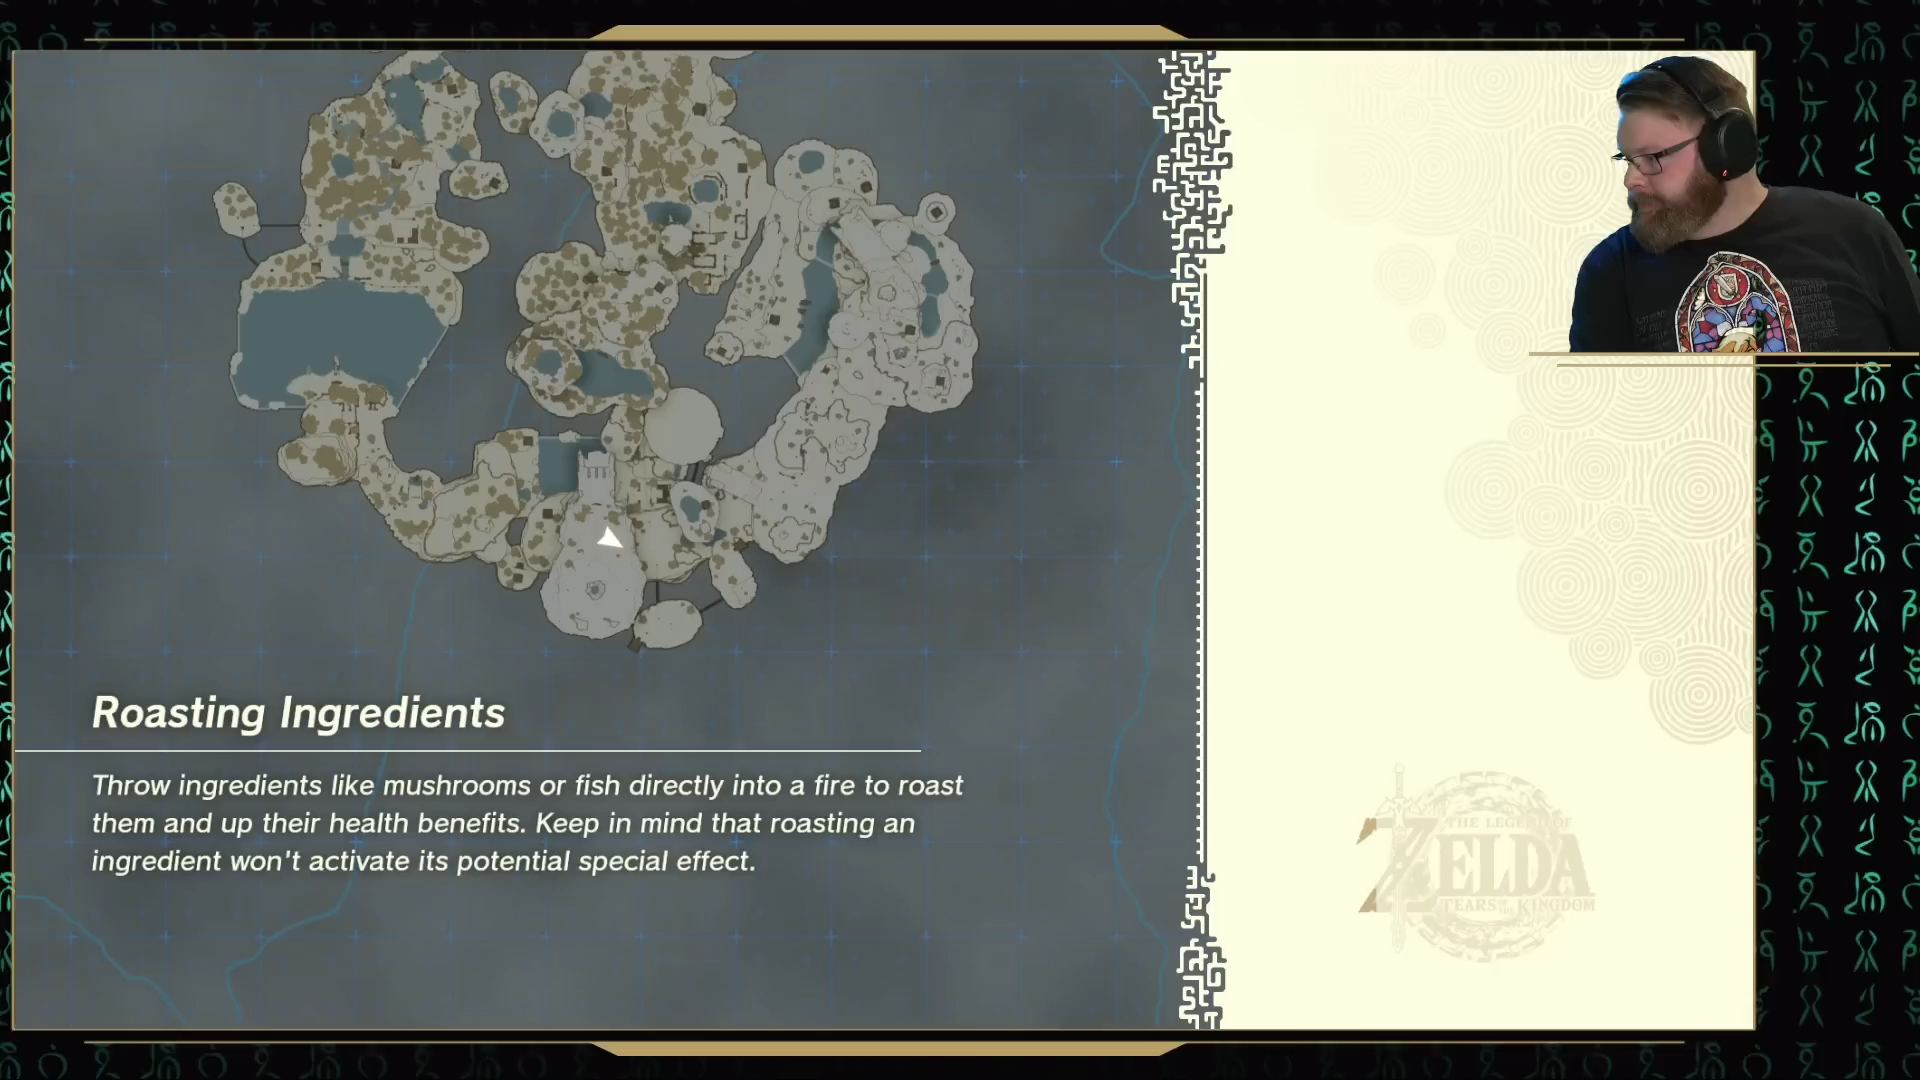 Roasting Ingredients
Throw ingredients like mushrooms or fish directly into a fire to roast
them and up their health benefits. Keep in mind that roasting an
ingredient won't activate its potential special effect.
THE LEGEND OF
ZELDA
TEARS OF THE KINGDOM